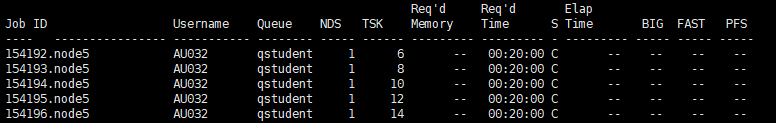 Req'd    Req'd       Elap
Job ID                  Username    Queue    NDS   TSK   Memory   Time      S Time     BIG  FAST   PFS
----   ---------------- ----------- -------- ----- ----- ------ --------- - -------- ----- ----- -----
154192.node5            AU032       qstudent     1     6     --  00:20:00 C       --    --    --    --
154193.node5            AU032       qstudent     1     8     --  00:20:00 C       --    --    --    --
154194.node5            AU032       qstudent     1    10     --  00:20:00 C       --    --    --    --
154195.node5            AU032       qstudent     1    12     --  00:20:00 C       --    --    --    --
154196.node5            AU032       qstudent     1    14     --  00:20:00 C       --    --    --    --